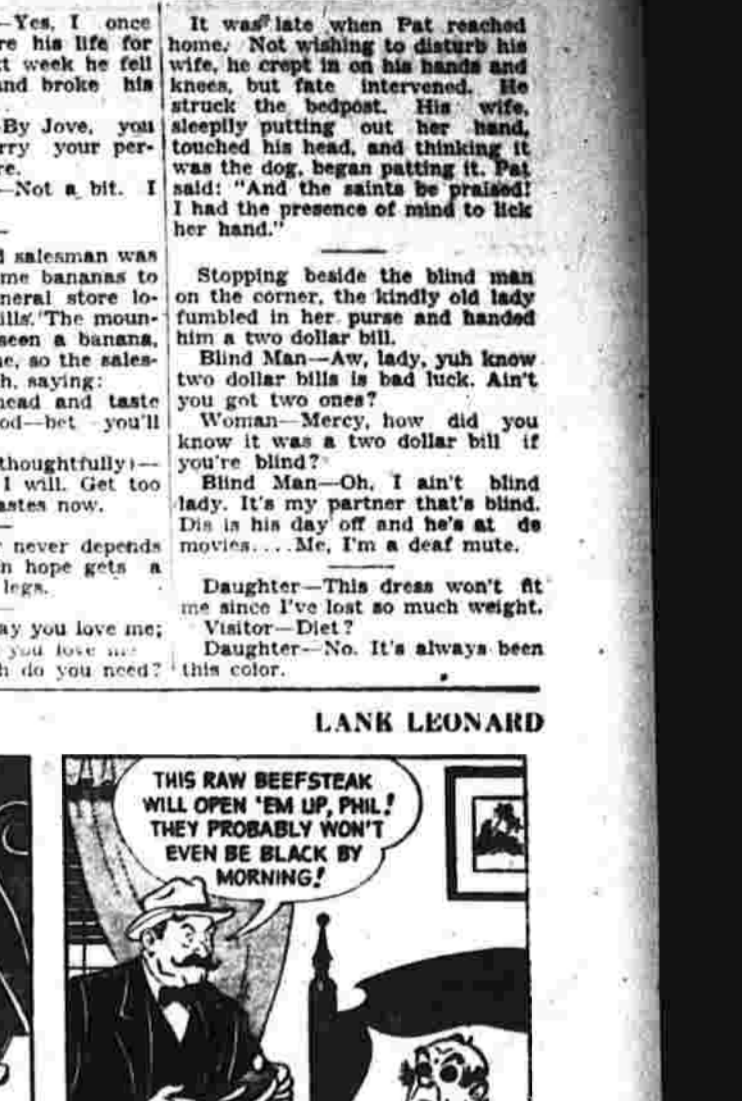 —Yes, I once
re his life for
t week he fell
and broke his
By Jove, you
rry your per-
re.
—Not a bit. I
salesman was
me bananas to
neral store lo-
ills. The moun-
seen a banana,
e, so the sales-
h, saying:
head and taste
od—bet you'll
thoughtfully)—
I will. Get too
astes now.
never depends
n hope gets a
legs.
ay you love me;
you love me
h do you need?
It was late when Pat reached
home. Not wishing to disturb his
wife, he crept in on his hands and
knees, but fate intervened. He
struck the bedpost. His wife,
sleepily putting out her hand,
touched his head, and thinking it
was the dog, began patting it. Pat
said: "And the saints be praised!
I had the presence of mind to lick
her hand."
Stopping beside the blind man
on the corner, the kindly old lady
fumbled in her purse and handed
him a two dollar bill.
Blind Man—Aw, lady, yuh know
two dollar bills is bad luck. Ain't
you got two ones?
Woman—Mercy, how did you
know it was a two dollar bill if
you're blind?
Blind Man—Oh, I ain't blind
lady. It's my partner that's blind.
Dis is his day off and he's at de
movies....Me, I'm a deaf mute.
Daughter—This dress won't fit
me since I've lost so much weight.
Visitor—Diet?
Daughter—No. It's always been
this color.
LANK LEONARD
THIS RAW BEEFSTEAK
WILL OPEN 'EM UP, PHIL!
THEY PROBABLY WON'T
EVEN BE BLACK BY
MORNING!